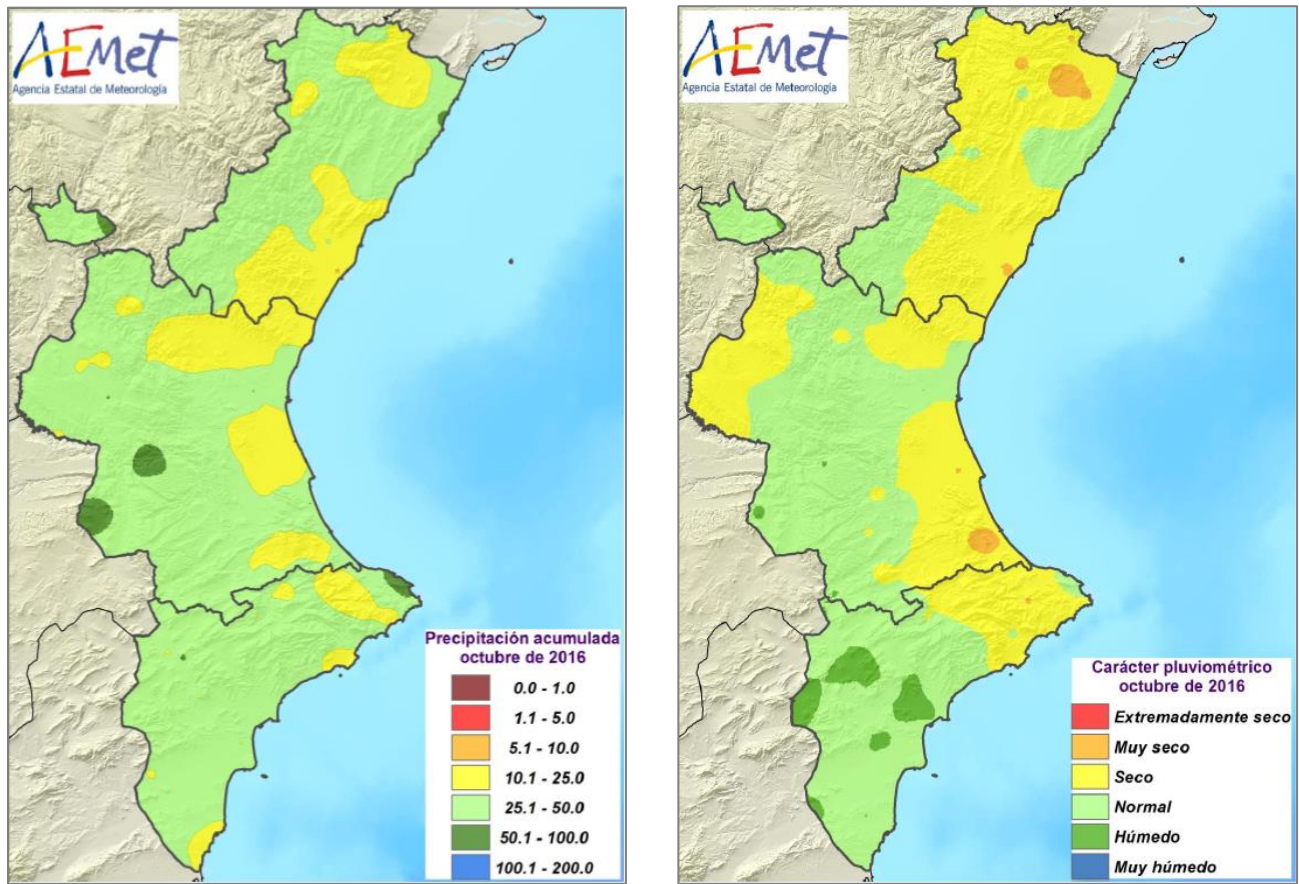 AEMet
Agencia Estatal de Meteorología
Precipitación acumulada
octubre de 2016
0.0 - 1.0
1.1 - 5.0
5.1 - 10.0
10.1 - 25.0
25.1 - 50.0
50.1 - 100.0
100.1 - 200.0
AEMet
Agencia Estatal de Meteorología
Carácter pluviométrico
octubre de 2016
Extremadamente seco
Muy seco
Seco
Normal
Húmedo
Muy húmedo